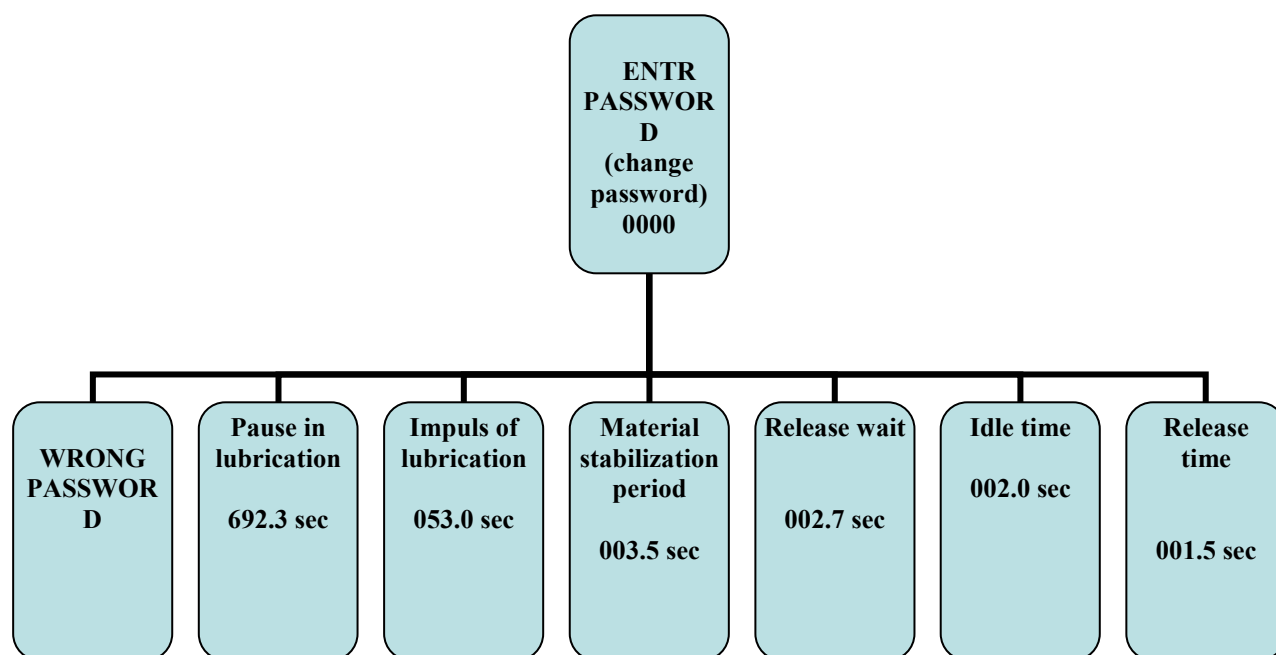 ENTR
PASSWOR
D
(change
password)
0000
WRONG
PASSWOR
D
Pause in
lubrication
692.3 sec
Impuls of
lubrication
053.0 sec
Material
stabilization
period
003.5 sec
Release wait
002.7 sec
Idle time
002.0 sec
Release
time
001.5 sec